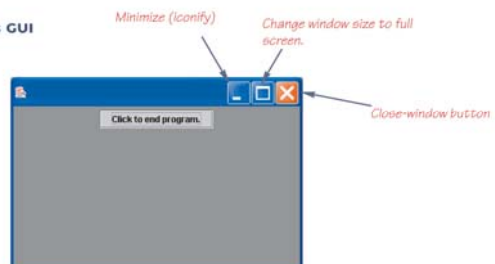 GUI
Minimize (iconify)
Change window size to full
screen.
Close-window button
Click to end program.